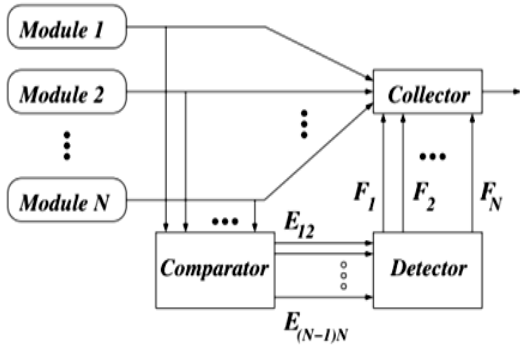 Module 1
Module 2
Collector
Module N
F1 F2 FN
E12
Comparator
Detector
E(N-1)N